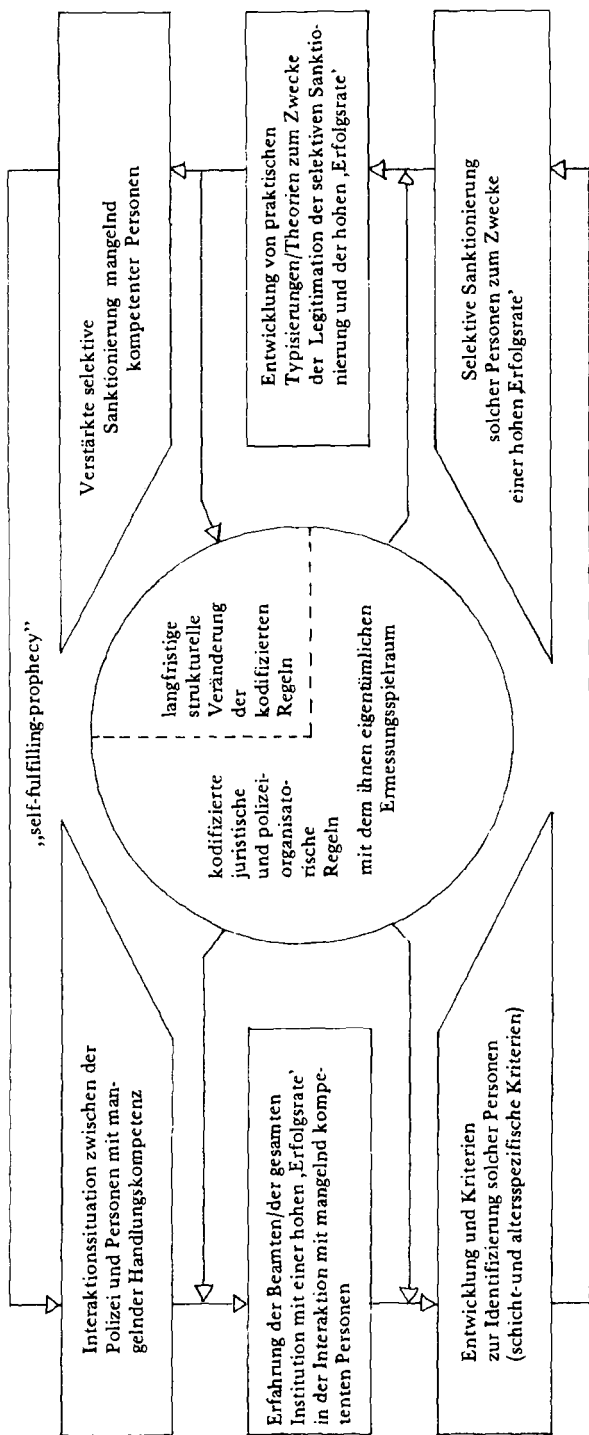 „self-fulfilling-prophecy”
Interaktionssituation zwischen der
Polizei und Personen mit man-
gelnder Handlungskompetenz
Erfahrung der Beamten/der gesamten
Institution mit einer hohen ‚Erfolgsrate'
in der Interaktion mit mangelnd kompe-
tenten Personen
Entwicklung und Kriterien
zur Identifizierung solcher Personen
(schicht-und altersspezifische Kriterien)
kodifizierte
juristische
und polizei-
organisato-
rische
Regeln
mit dem ihnen eigentümlichen
Ermessungsspielraum
langfristige
strukturelle
Veränderung
der
kodifizierten
Regeln
Verstärkte selektive
Sanktionierung mangelnd
kompetenter Personen
Entwicklung von praktischen
Typisierungen/Theorien zum Zwecke
der Legitimation der selektiven Sanktio-
nierung und der hohen ‚Erfolgsrate'
Selektive Sanktionierung
solcher Personen zum Zwecke
einer hohen ‚Erfolgsrate'